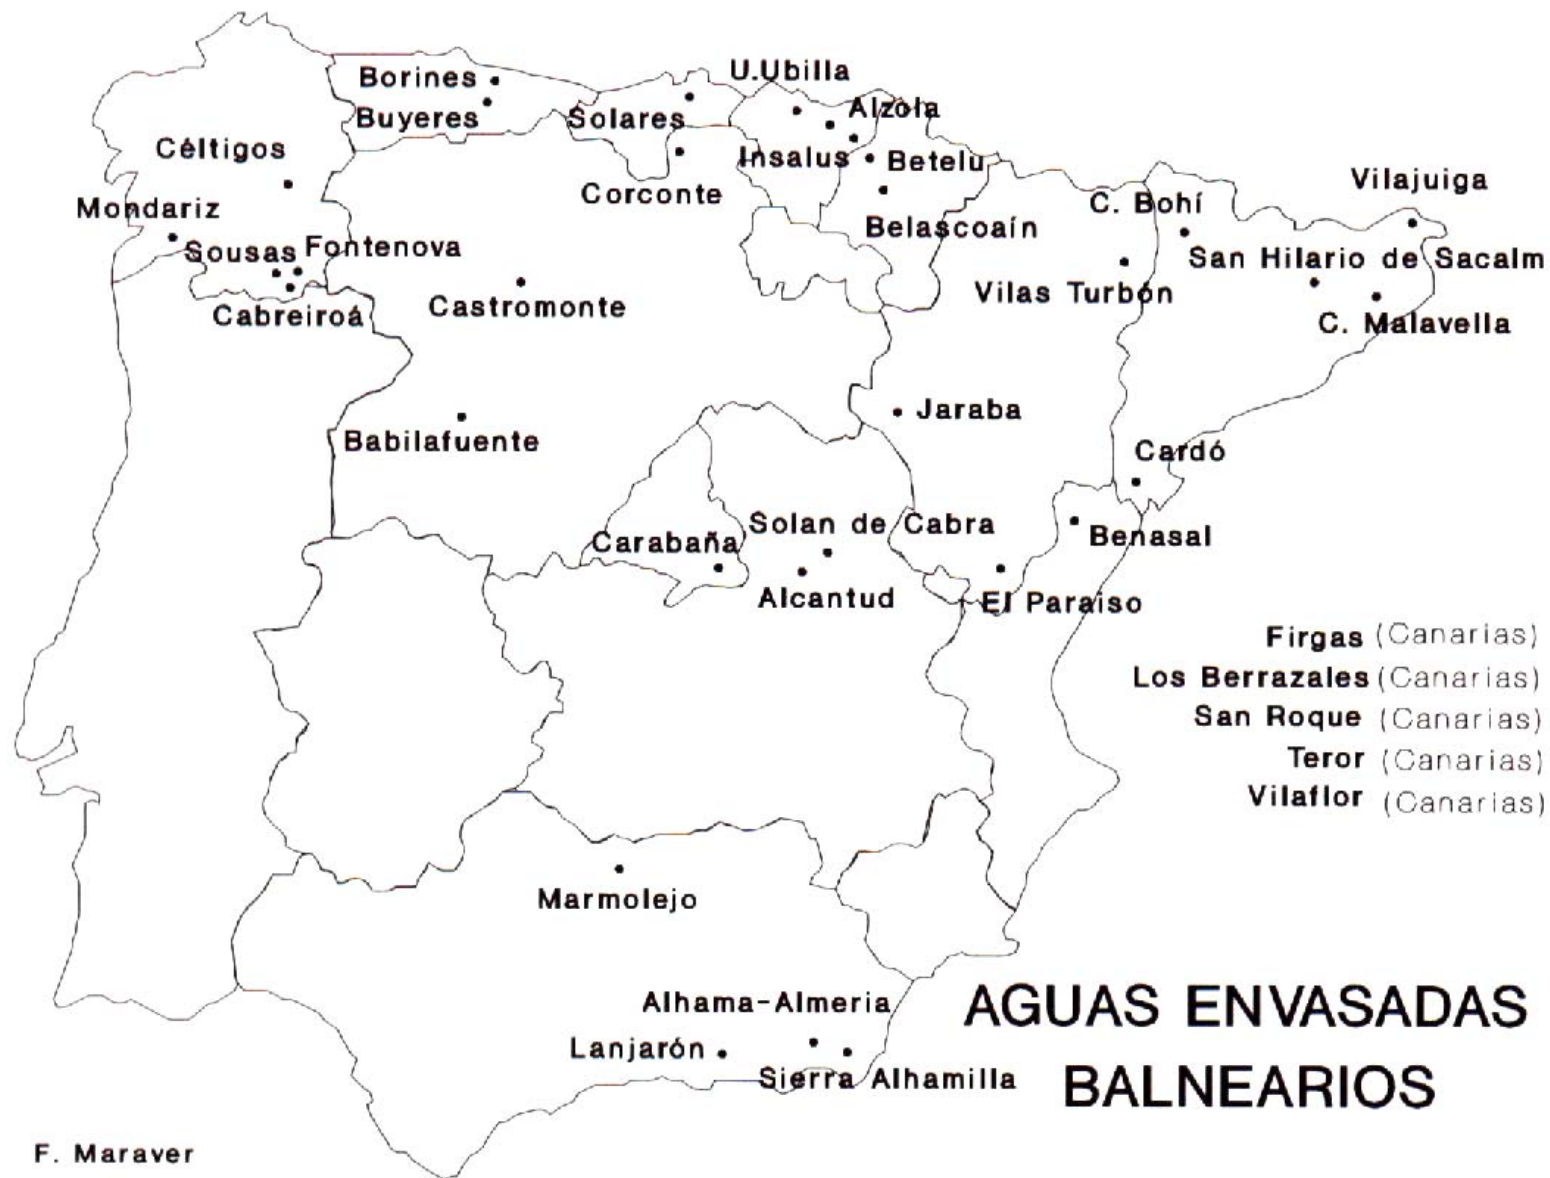 U.Ubilla
Borines
Alzola
Buyeres
Solares
Céltigos
Insalus
Betelu
Vilajuiga
Corconte
C. Bohí
Mondariz
Belascoaín
Sousas
Fontenova
San Hilario de Sacalm
Vilas Turbón
Castromonte
Cabreiroá
C. Malavella
Jaraba
Babilafuente
Cardó
Solan de Cabra
Carabaña
Benasal
Alcantud
El Paraiso
Firgas (Canarias)
Los Berrazales (Canarias)
San Roque (Canarias)
Teror (Canarias)
Vilaflor (Canarias)
Marmolejo
Alhama-Almeria
Lanjarón
Sierra Alhamilla
AGUAS ENVASADAS
BALNEARIOS
F. Maraver